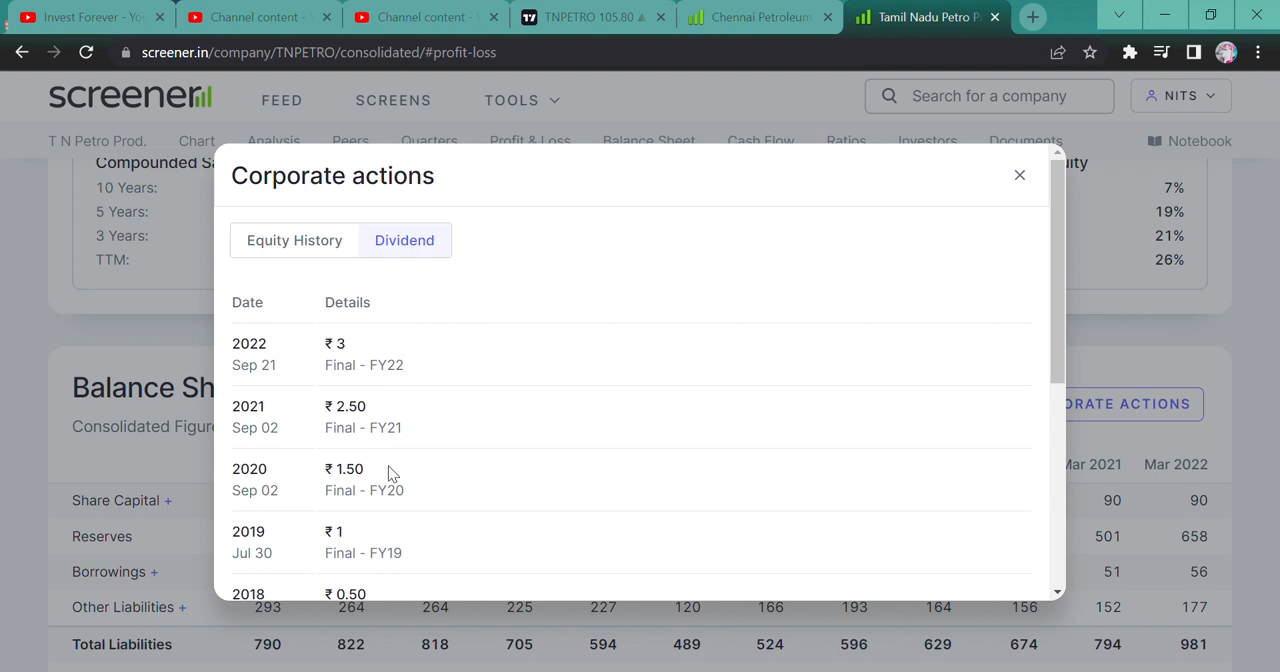 Invest Forever - Yo
Channel content -
Channel content -
TNPETRO 105.80
Chennai Petroleum
Tamil Nadu Petro P
screener.in/company/TNPETRO/consolidated/#profit-loss
screener
FEED
SCREENS
TOOLS
Search for a company
NITS
T N Petro Prod.
Chart
Analysis
Peers
Quarters
Profit & Loss
Balance Sheet
Cash Flow
Ratios
Investors
Documents
Notebook
Compounded Sa
10 Years:
5 Years:
3 Years:
TTM:
uity
7%
19%
21%
26%
Corporate actions
Equity History
Dividend
Date Details
2022 ₹ 3
Sep 21 Final - FY22
2021 ₹ 2.50
Sep 02 Final - FY21
2020 ₹ 1.50
Sep 02 Final - FY20
2019 ₹ 1
Jul 30 Final - FY19
2018 ₹ 0.50
Balance Sh
Consolidated Figure
ORATE ACTIONS
Mar 2021 Mar 2022
Share Capital + 90 90
Reserves 501 658
Borrowings + 51 56
Other Liabilities + 293 264 264 225 227 120 166 193 164 156 152 177
Total Liabilities 790 822 818 705 594 489 524 596 629 674 794 981